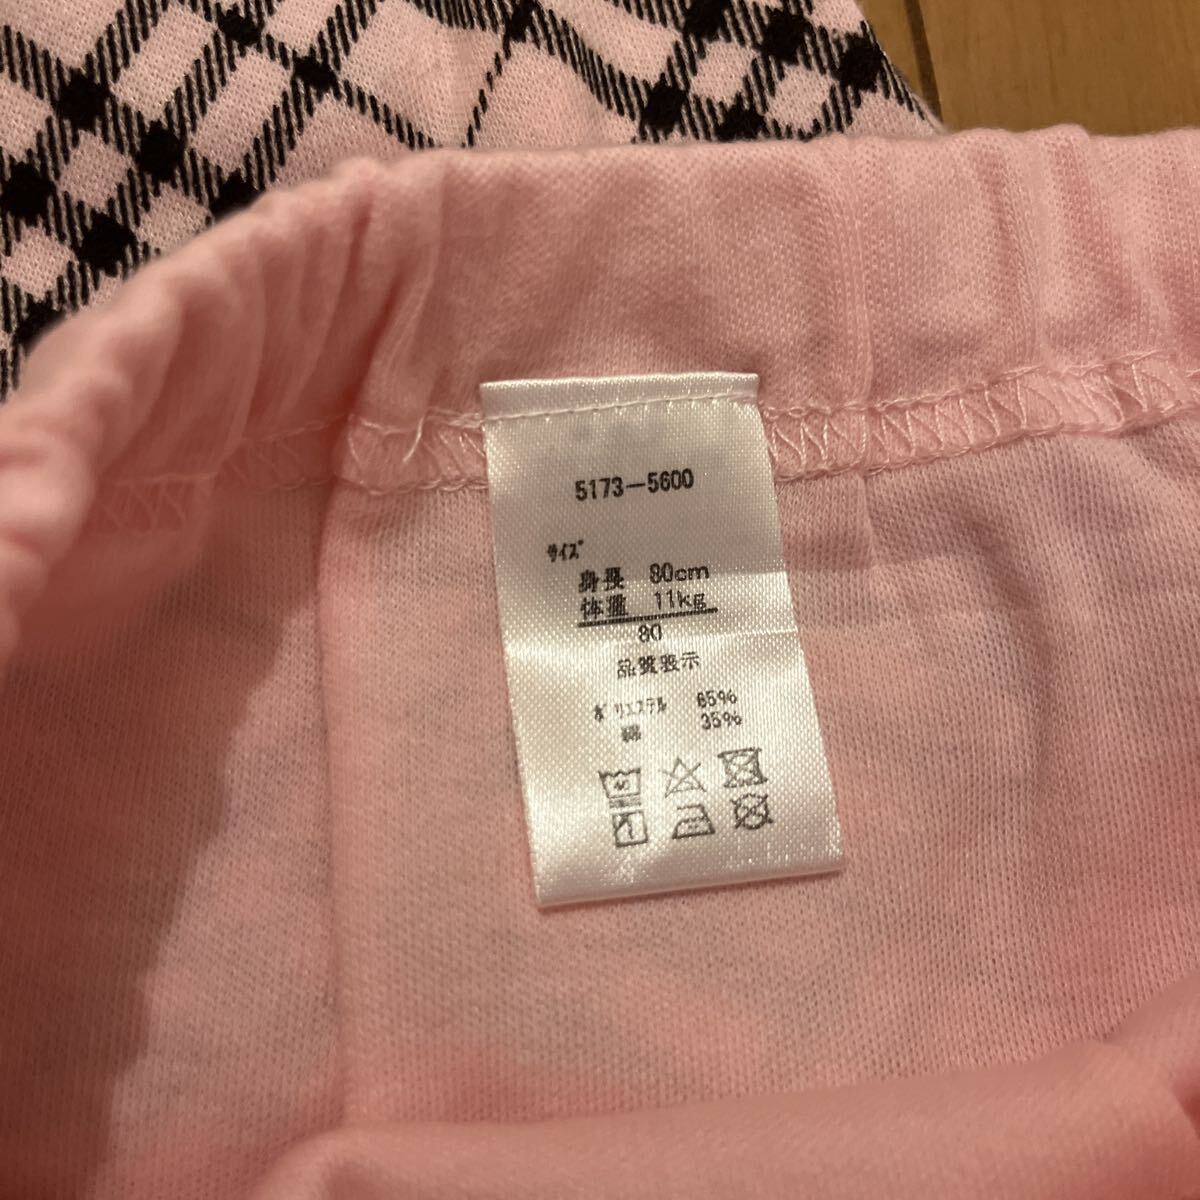 5173-5600
ｻｲｽﾞ
身長 80cm
体重 11kg
80
品質表示
ﾎﾟﾘｴｽﾃﾙ 65%
綿 35%